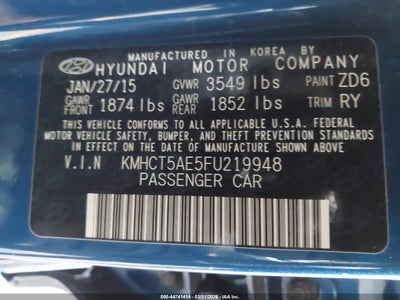 MANUFACTURED IN KOREA BY
HYUNDAI MOTOR COMPANY
JAN/27/15 GVWR 3549 lbs PAINT ZD6
GAWR FRONT 1874 lbs GAWR REAR 1852 lbs TRIM RY
THIS VEHICLE CONFORMS TO ALL APPLICABLE U.S.A. FEDERAL
MOTOR VEHICLE SAFETY, BUMPER, AND THEFT PREVENTION
STANDARDS IN EFFECT ON THE DATE OF MANUFACTURE
SHOWN ABOVE.
V.I.N KMHCT5AE5FU219948
PASSENGER CAR
000-44741414 - 03/31/2026 - IAA Inc.